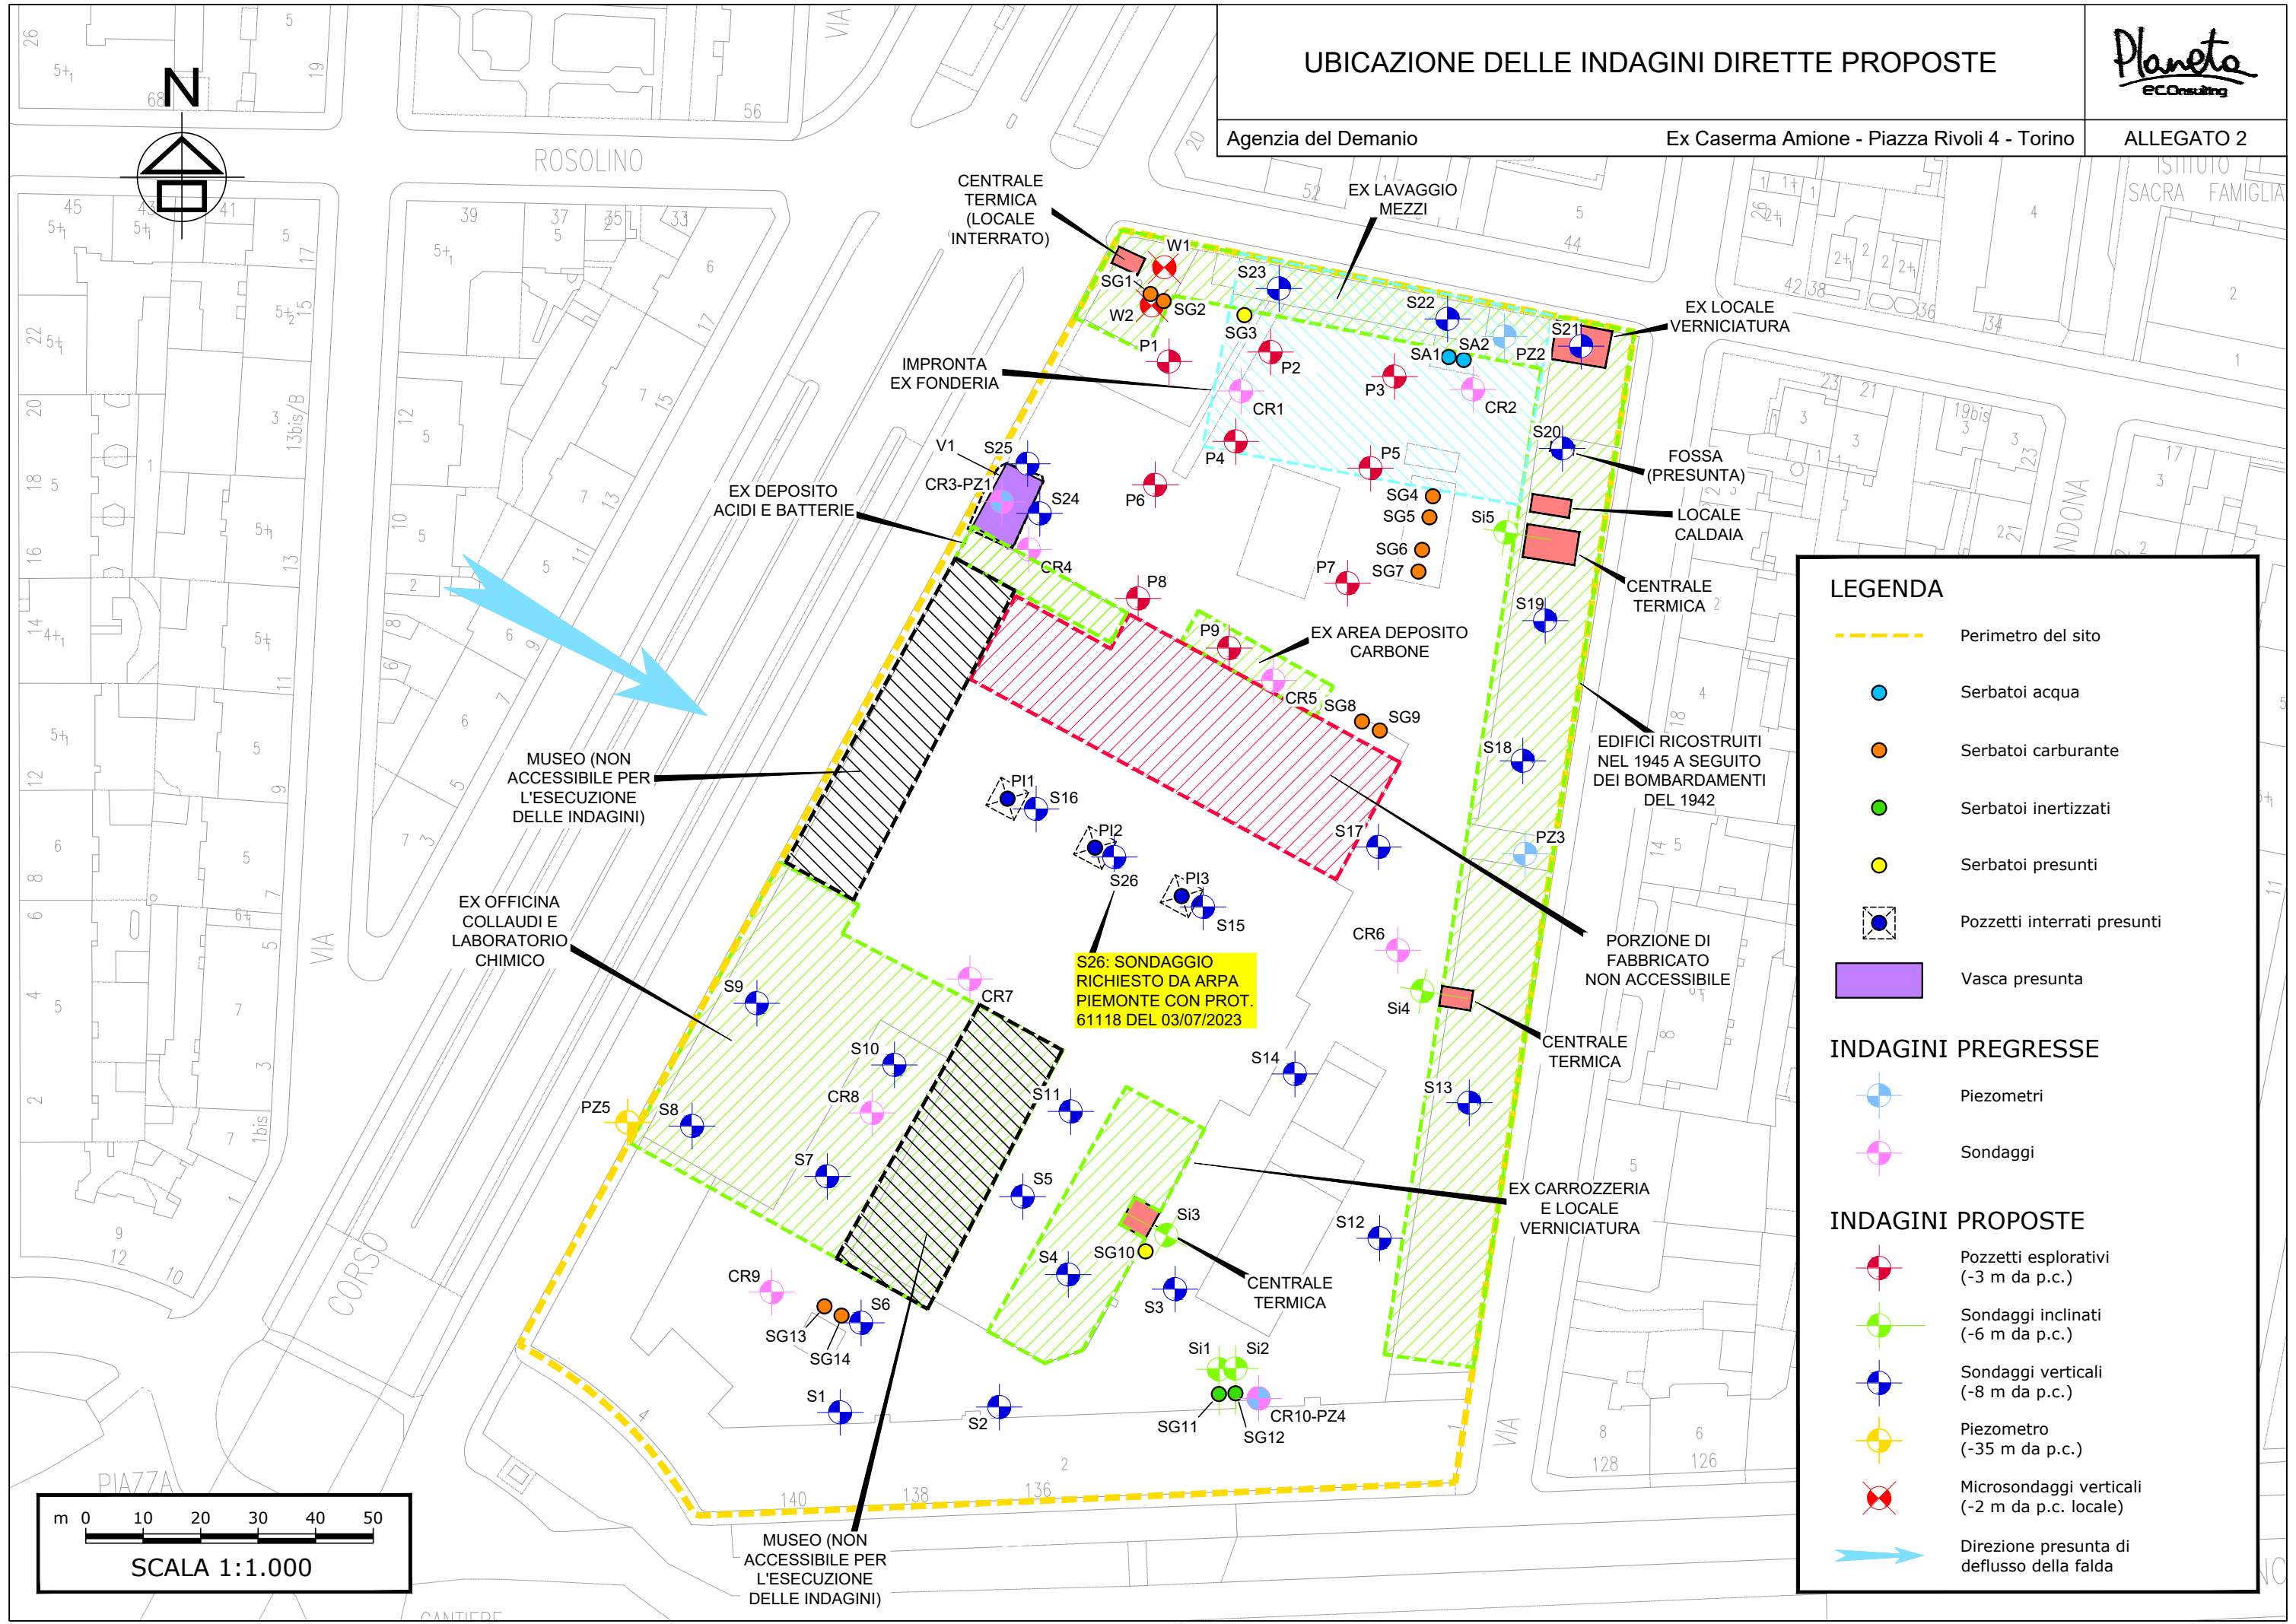 UBICAZIONE DELLE INDAGINI DIRETTE PROPOSTE
Planeta
eC.Onsulting
Agenzia del Demanio
Ex Caserma Amione - Piazza Rivoli 4 - Torino
ALLEGATO 2
N
ROSOLINO
VIA
ISTITUTO
SACRA FAMIGLIA
CENTRALE
TERMICA
(LOCALE
INTERRATO)
EX LAVAGGIO
MEZZI
EX LOCALE
VERNICIATURA
IMPRONTA
EX FONDERIA
W1
SG1
SG2
W2
S23
SG3
S22
SA1
SA2
PZ2
S21
P1
P2
P3
CR1
CR2
P4
P5
P6
S20
FOSSA
(PRESUNTA)
LOCALE
CALDAIA
CENTRALE
TERMICA
V1
S25
CR3-PZ1
S24
CR4
EX DEPOSITO
ACIDI E BATTERIE
SG4
SG5
SG6
SG7
Si5
P7
P8
P9
S19
EX AREA DEPOSITO
CARBONE
CR5
SG8
SG9
S18
EDIFICI RICOSTRUITI
NEL 1945 A SEGUITO
DEI BOMBARDAMENTI
DEL 1942
MUSEO (NON
ACCESSIBILE PER
L'ESECUZIONE
DELLE INDAGINI)
PI1
S16
PI2
S26
PI3
S15
S17
PZ3
EX OFFICINA
COLLAUDI E
LABORATORIO
CHIMICO
S26: SONDAGGIO
RICHIESTO DA ARPA
PIEMONTE CON PROT.
61118 DEL 03/07/2023
CR6
Si4
PORZIONE DI
FABBRICATO
NON ACCESSIBILE
CENTRALE
TERMICA
S9
CR7
S10
CR8
S11
S14
S13
PZ5
S8
S7
S5
EX CARROZZERIA
E LOCALE
VERNICIATURA
Si3
SG10
S4
S3
S12
CENTRALE
TERMICA
CR9
SG13
SG14
S6
S1
S2
Si1
Si2
SG11
SG12
CR10-PZ4
MUSEO (NON
ACCESSIBILE PER
L'ESECUZIONE
DELLE INDAGINI)
VIA
CORSO
PIAZZA
VIA
140
138
136
128
126
LEGENDA
Perimetro del sito
Serbatoi acqua
Serbatoi carburante
Serbatoi inertizzati
Serbatoi presunti
Pozzetti interrati presunti
Vasca presunta
INDAGINI PREGRESSE
Piezometri
Sondaggi
INDAGINI PROPOSTE
Pozzetti esplorativi
(-3 m da p.c.)
Sondaggi inclinati
(-6 m da p.c.)
Sondaggi verticali
(-8 m da p.c.)
Piezometro
(-35 m da p.c.)
Microsondaggi verticali
(-2 m da p.c. locale)
Direzione presunta di
deflusso della falda
m 0 10 20 30 40 50
SCALA 1:1.000